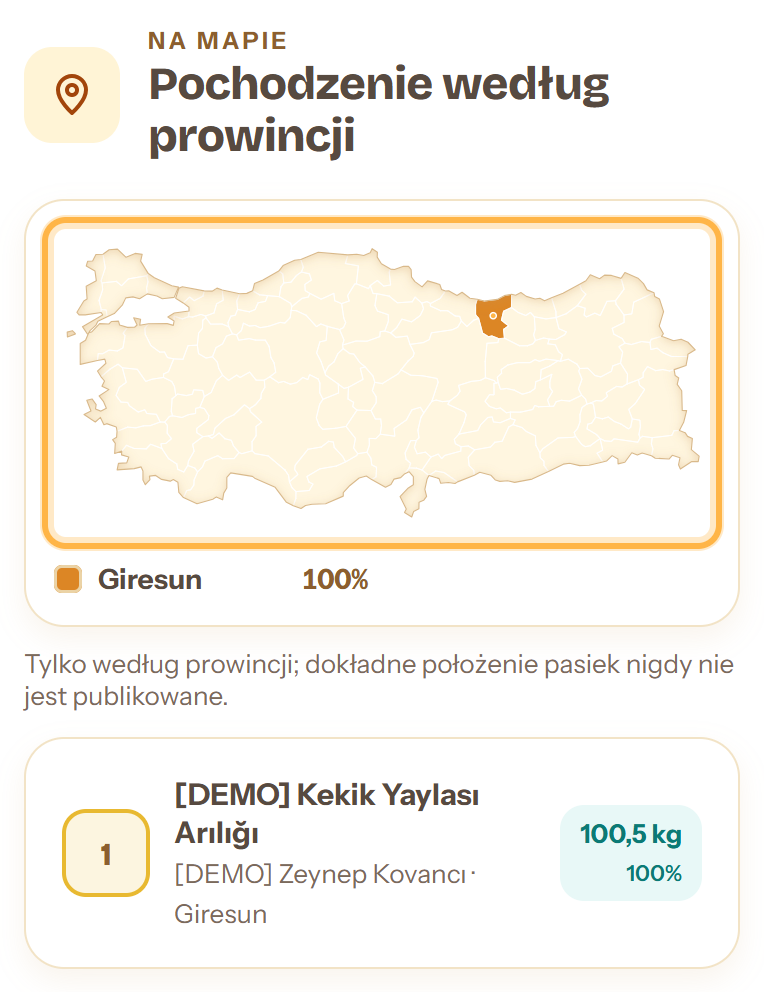 NA MAPIE
Pochodzenie według
prowincji
Giresun 100%
Tylko według prowincji; dokładne położenie pasiek nigdy nie
jest publikowane.
1
[DEMO] Kekik Yaylası
Arılığı
[DEMO] Zeynep Kovancı ·
Giresun
100,5 kg
100%